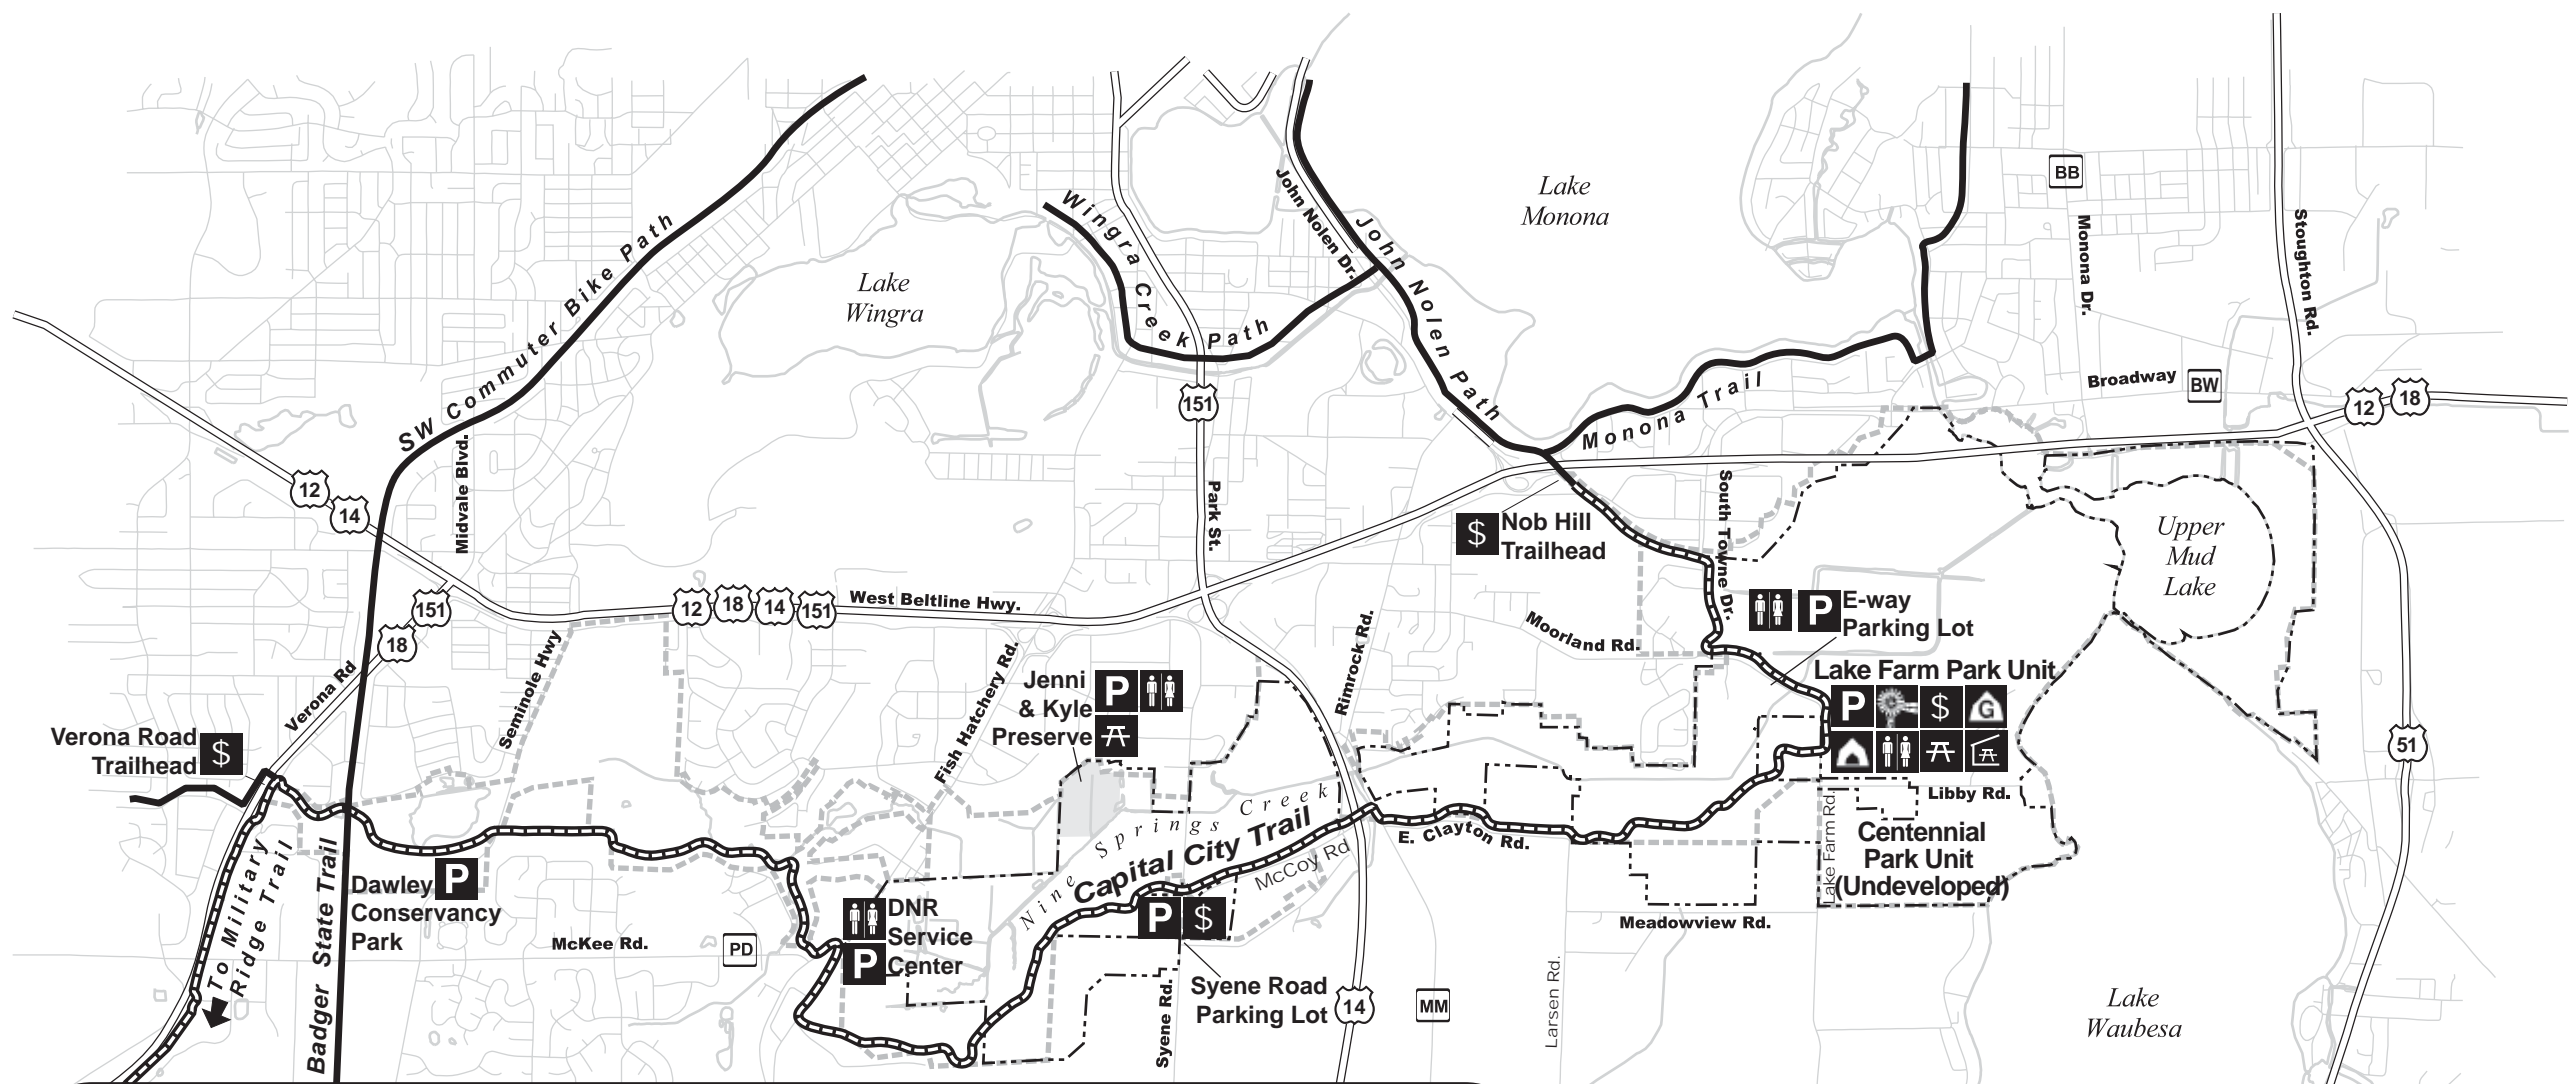 Lake
Monona
BB
Monona Dr.
Stoughton Rd.
Wingra Creek Path
John Nolen Dr.
John Nolen Path
SW Commuter Bike Path
Lake
Wingra
Monona Trail
Broadway
BW
12
18
151
12
14
Midvale Blvd.
Park St.
South Towne Dr.
$
Nob Hill
Trailhead
Upper
Mud
Lake
151
18
12
18
14
151
West Beltline Hwy.
Verona Rd
Seminole Hwy
Fish Hatchery Rd.
Rimrock Rd.
Moorland Rd.
P
E-way
Parking Lot
Jenni
& Kyle
Preserve
P
Lake Farm Park Unit
P
$
G
Verona Road
Trailhead
$
51
Libby Rd.
Lake Farm Rd.
Centennial
Park Unit
(Undeveloped)
Nine Springs Creek
Capital City Trail
McCoy Rd
E. Clayton Rd.
To Military
Ridge Trail
Badger State Trail
Dawley
Conservancy
Park
P
McKee Rd.
PD
DNR
Service
Center
P
P
$
Syene Road
Parking Lot
Syene Rd.
14
MM
Larsen Rd.
Meadowview Rd.
Lake
Waubesa